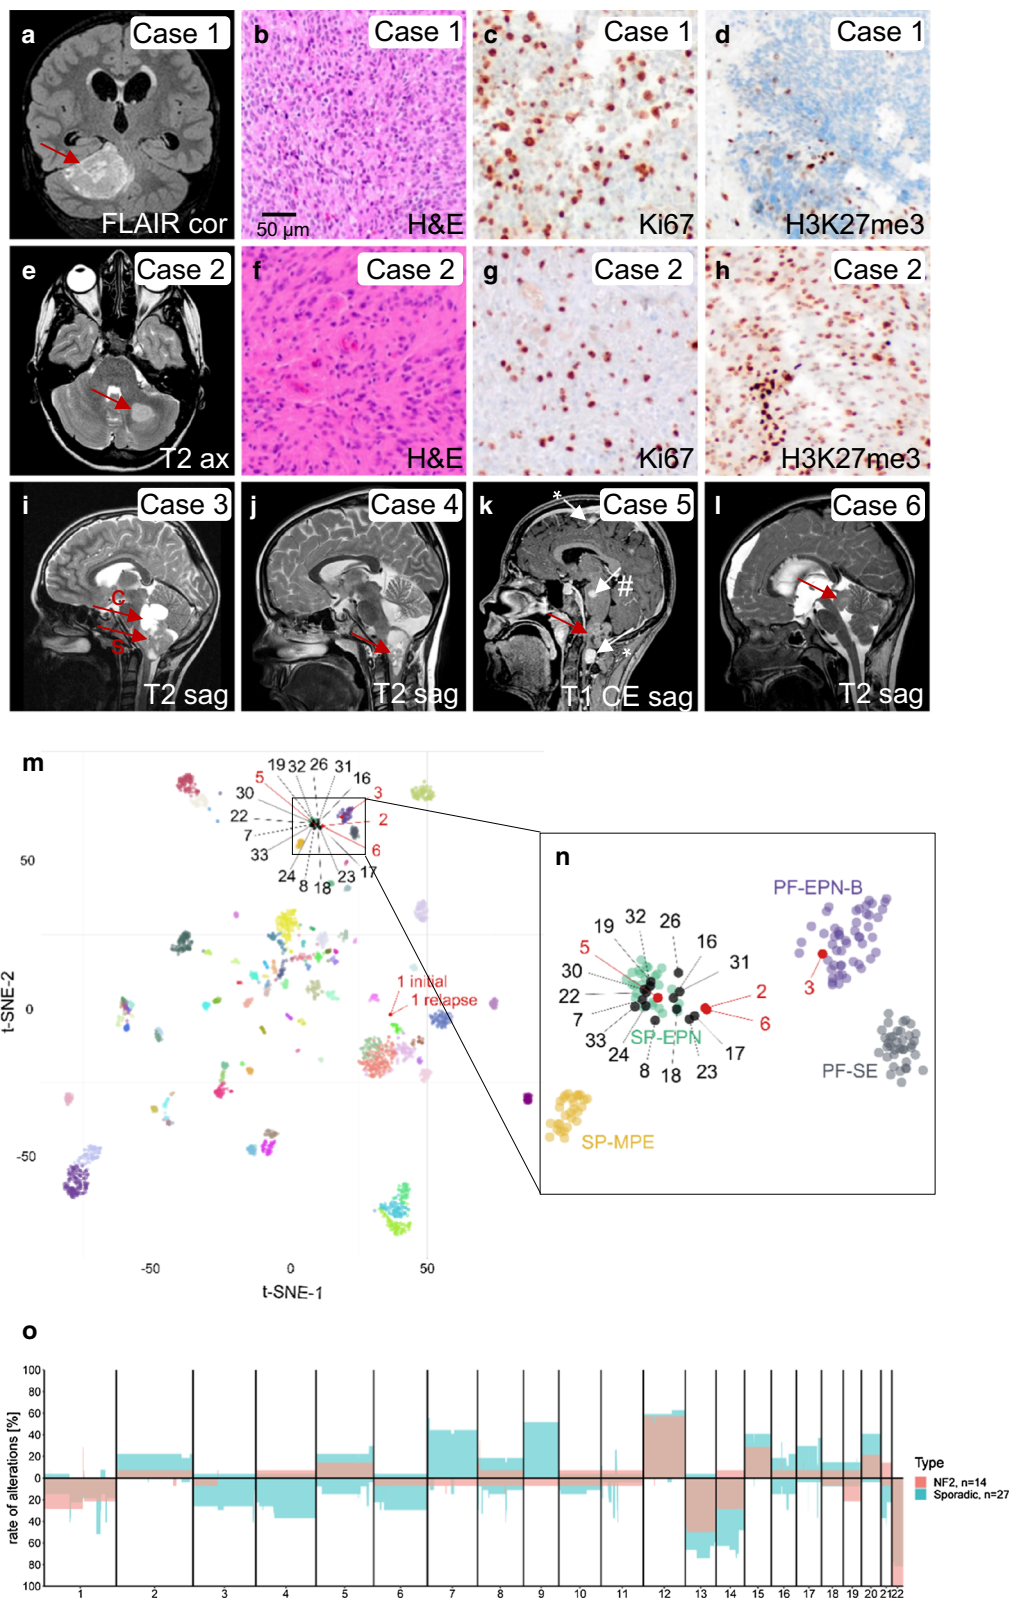 a Case 1 FLAIR cor
b Case 1 50 µm H&E
c Case 1 Ki67
d Case 1 H3K27me3
e Case 2 T2 ax
f Case 2 H&E
g Case 2 Ki67
h Case 2 H3K27me3
i Case 3 C S T2 sag
j Case 4 T2 sag
k Case 5 * # * T1 CE sag
l Case 6 T2 sag
m
19 32 26 31
5 16
30 3
22 2
7
33 6
24 8 18 23 17
1 initial
1 relapse
50
0
-50
t-SNE-2
-50 0 50
t-SNE-1
n
PF-EPN-B
32 26
19 16
5 31
30
22 2
7 6
3
33 SP-EPN
24 17
8 18 23
PF-SE
SP-MPE
o
rate of alterations [%]
100
80
60
40
20
0
20
40
60
80
100
1 2 3 4 5 6 7 8 9 10 11 12 13 14 15 16 17 18 19 20 21 22
Type
NF2, n=14
Sporadic, n=27